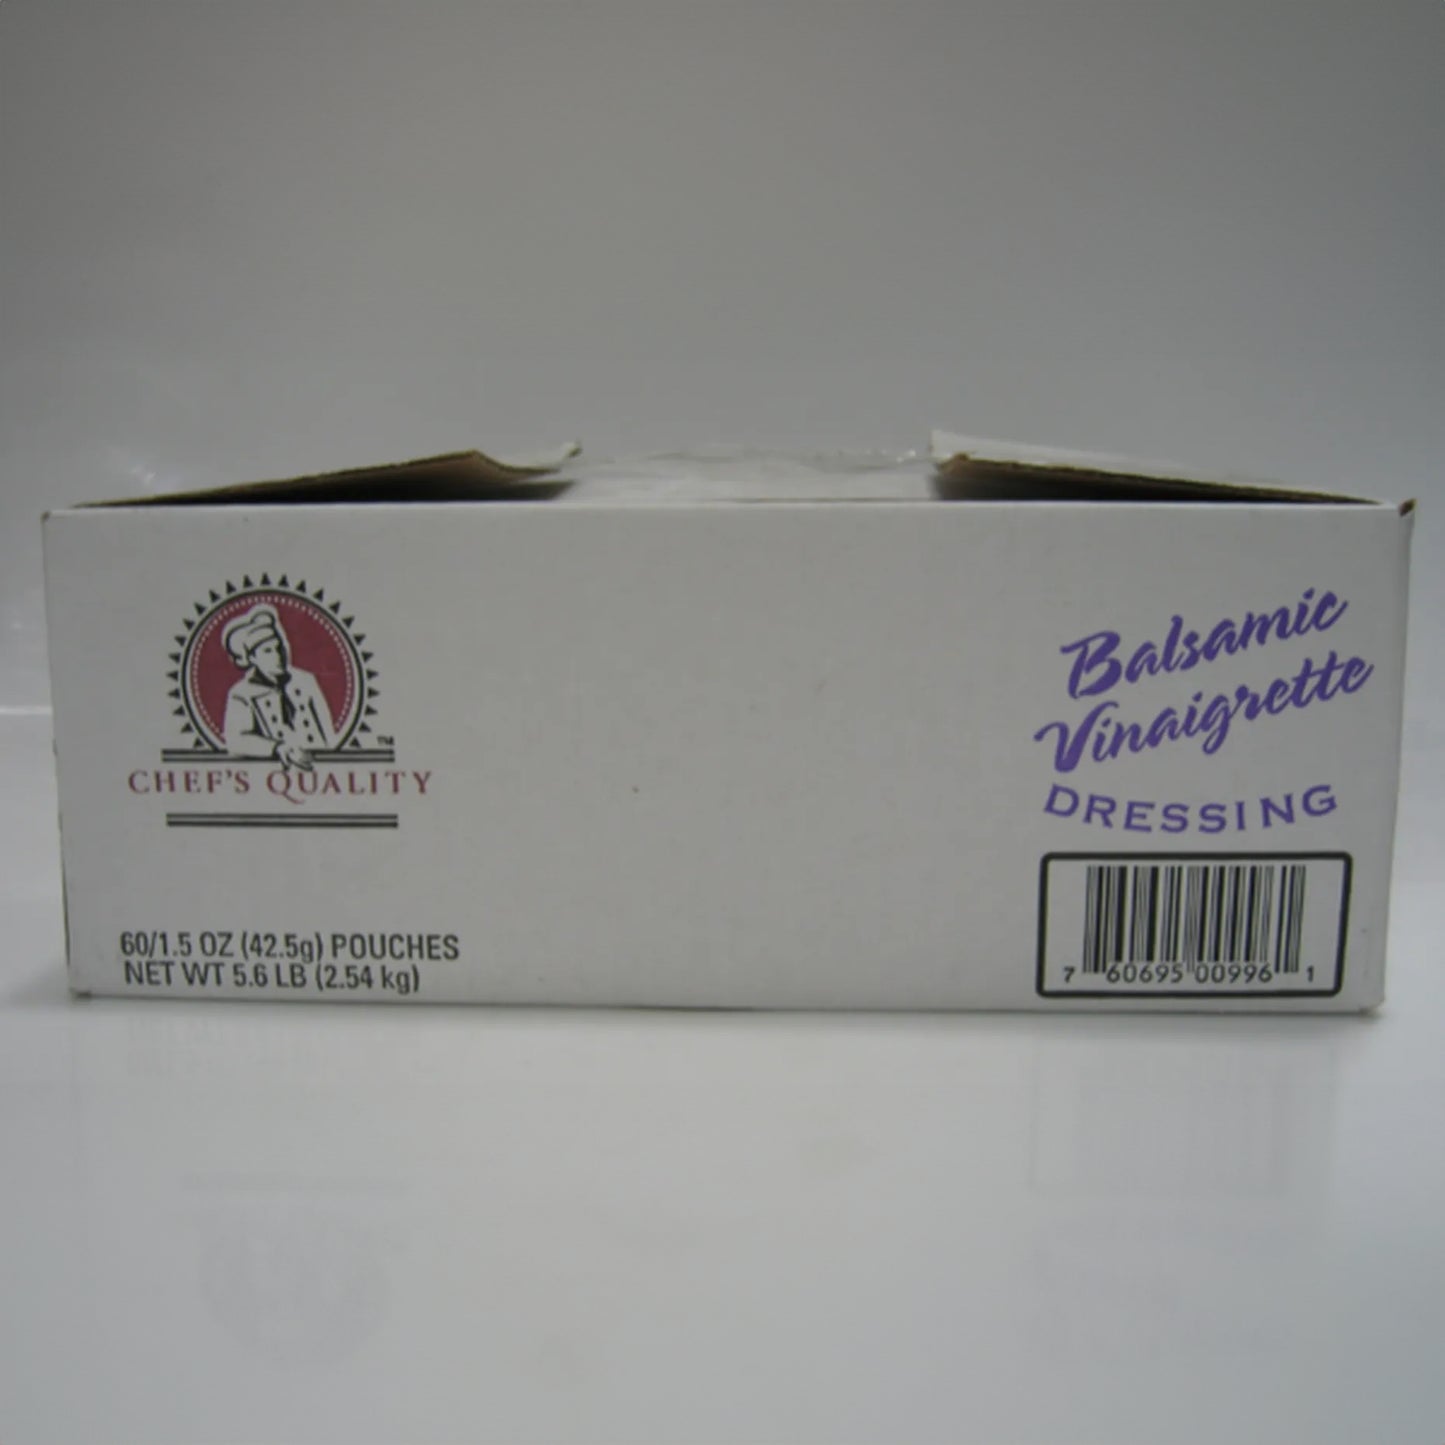 TM
CHEF'S QUALITY
60/1.5 OZ (42.5g) POUCHES
NET WT 5.6 LB (2.54 kg)
Balsamic
Vinaigrette
DRESSING
7 60695 00996 1